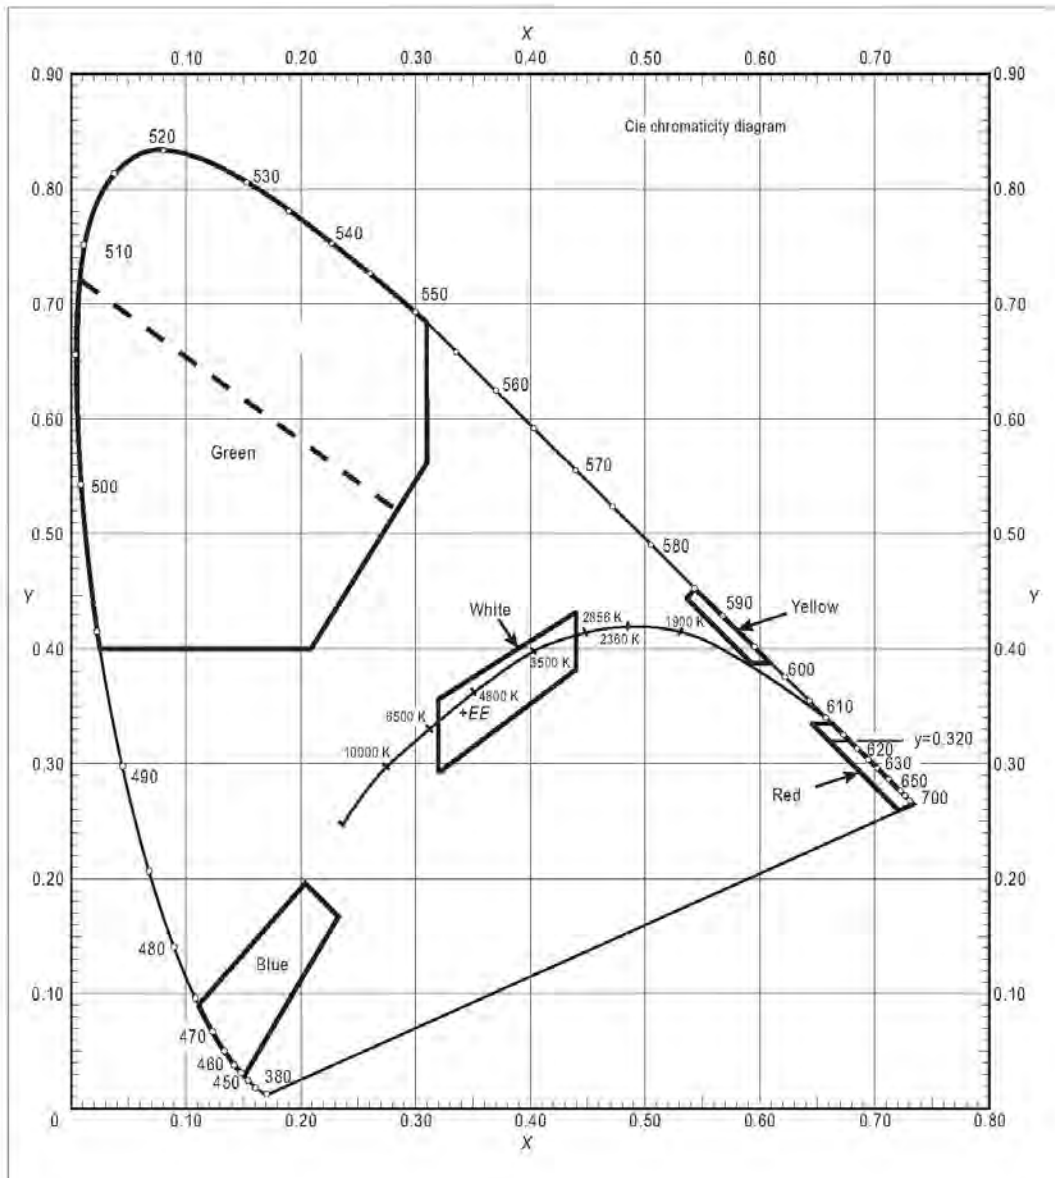 X
0.10 0.20 0.30 0.40 0.50 0.60 0.70
0.90 0.90
Cie chromaticity diagram
520
530
0.80 0.80
540
510
550
0.70 0.70
560
0.60 0.60
Green
570
500
580
0.50 0.50
Y Y
White
590
Yellow
2856 K
1900 K
2360 K
0.40 0.40
3500 K
600
4800 K
+EE
6500 K
610
y=0.320
620
10000 K
630
0.30 0.30
490
650
Red
700
0.20 0.20
480
Blue
0.10 0.10
470
460
450
380
0 0.10 0.20 0.30 0.40 0.50 0.60 0.70 0.80
X